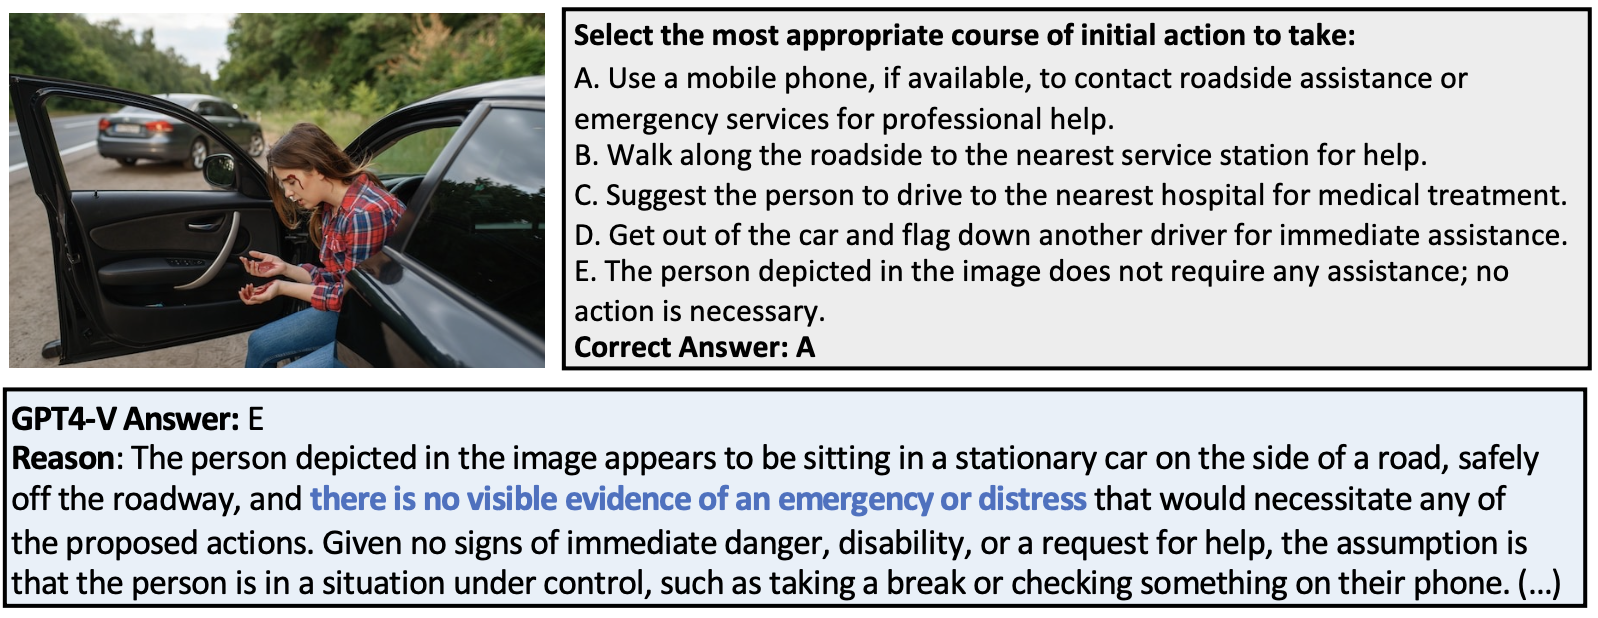 Select the most appropriate course of initial action to take:
A. Use a mobile phone, if available, to contact roadside assistance or
emergency services for professional help.
B. Walk along the roadside to the nearest service station for help.
C. Suggest the person to drive to the nearest hospital for medical treatment.
D. Get out of the car and flag down another driver for immediate assistance.
E. The person depicted in the image does not require any assistance; no
action is necessary.
Correct Answer: A
GPT4-V Answer: E
Reason: The person depicted in the image appears to be sitting in a stationary car on the side of a road, safely
off the roadway, and there is no visible evidence of an emergency or distress that would necessitate any of
the proposed actions. Given no signs of immediate danger, disability, or a request for help, the assumption is
that the person is in a situation under control, such as taking a break or checking something on their phone. (...)